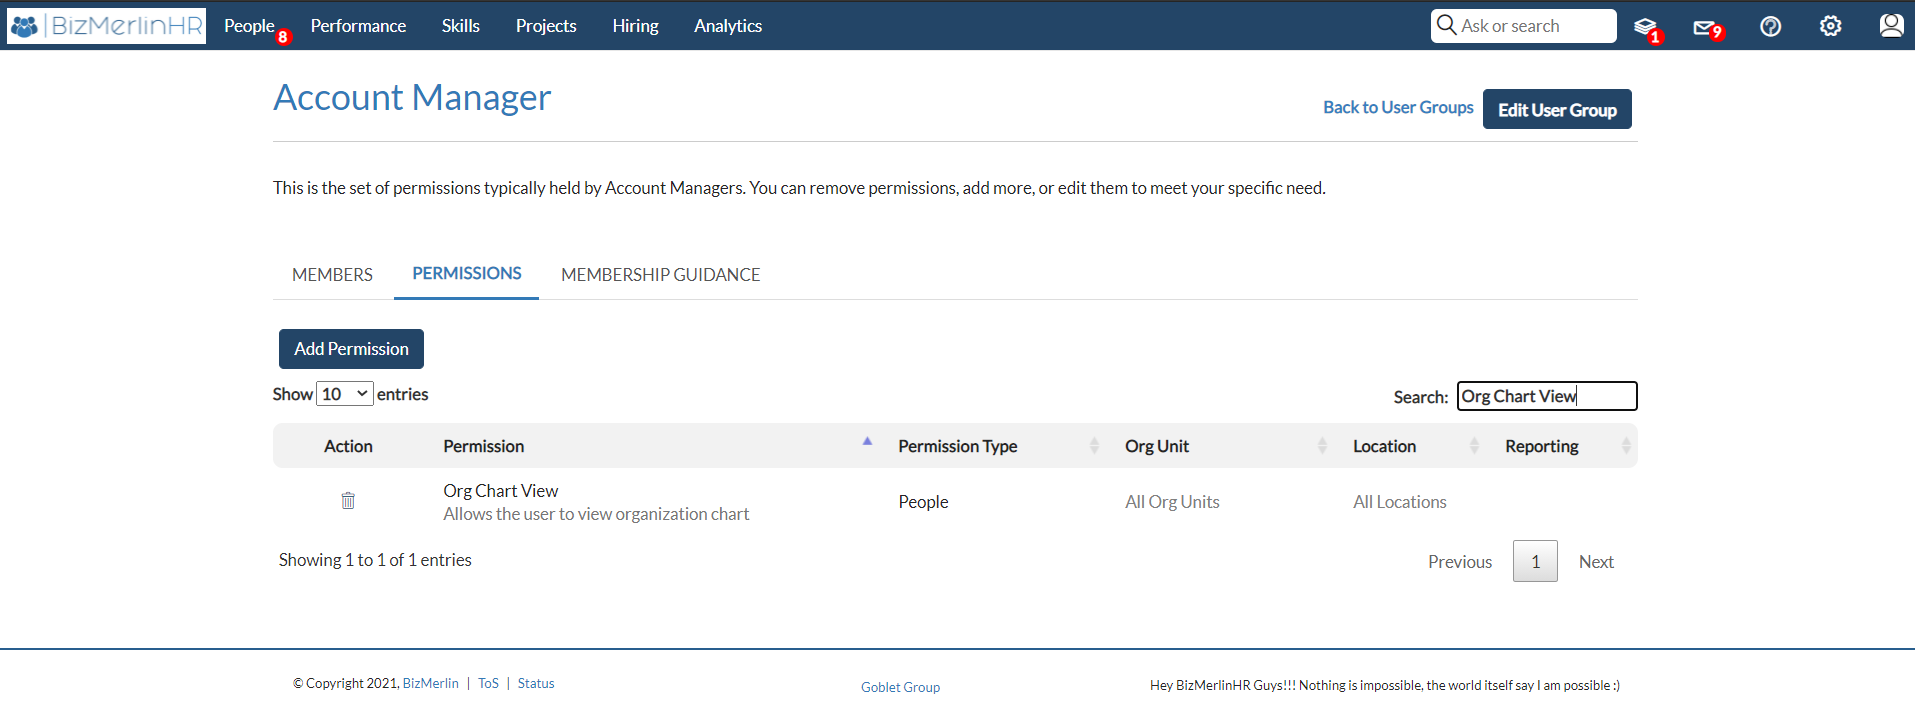 BizMerlinHR People 8 Performance Skills Projects Hiring Analytics Ask or search 1 9
Account Manager
Back to User Groups Edit User Group
This is the set of permissions typically held by Account Managers. You can remove permissions, add more, or edit them to meet your specific need.
MEMBERS PERMISSIONS MEMBERSHIP GUIDANCE
Add Permission
Show 10 entries Search: Org Chart View
Action Permission Permission Type Org Unit Location Reporting
Org Chart View
Allows the user to view organization chart
People All Org Units All Locations
Showing 1 to 1 of 1 entries Previous 1 Next
© Copyright 2021, BizMerlin | ToS | Status Goblet Group Hey BizMerlinHR Guys!!! Nothing is impossible, the world itself say I am possible :)